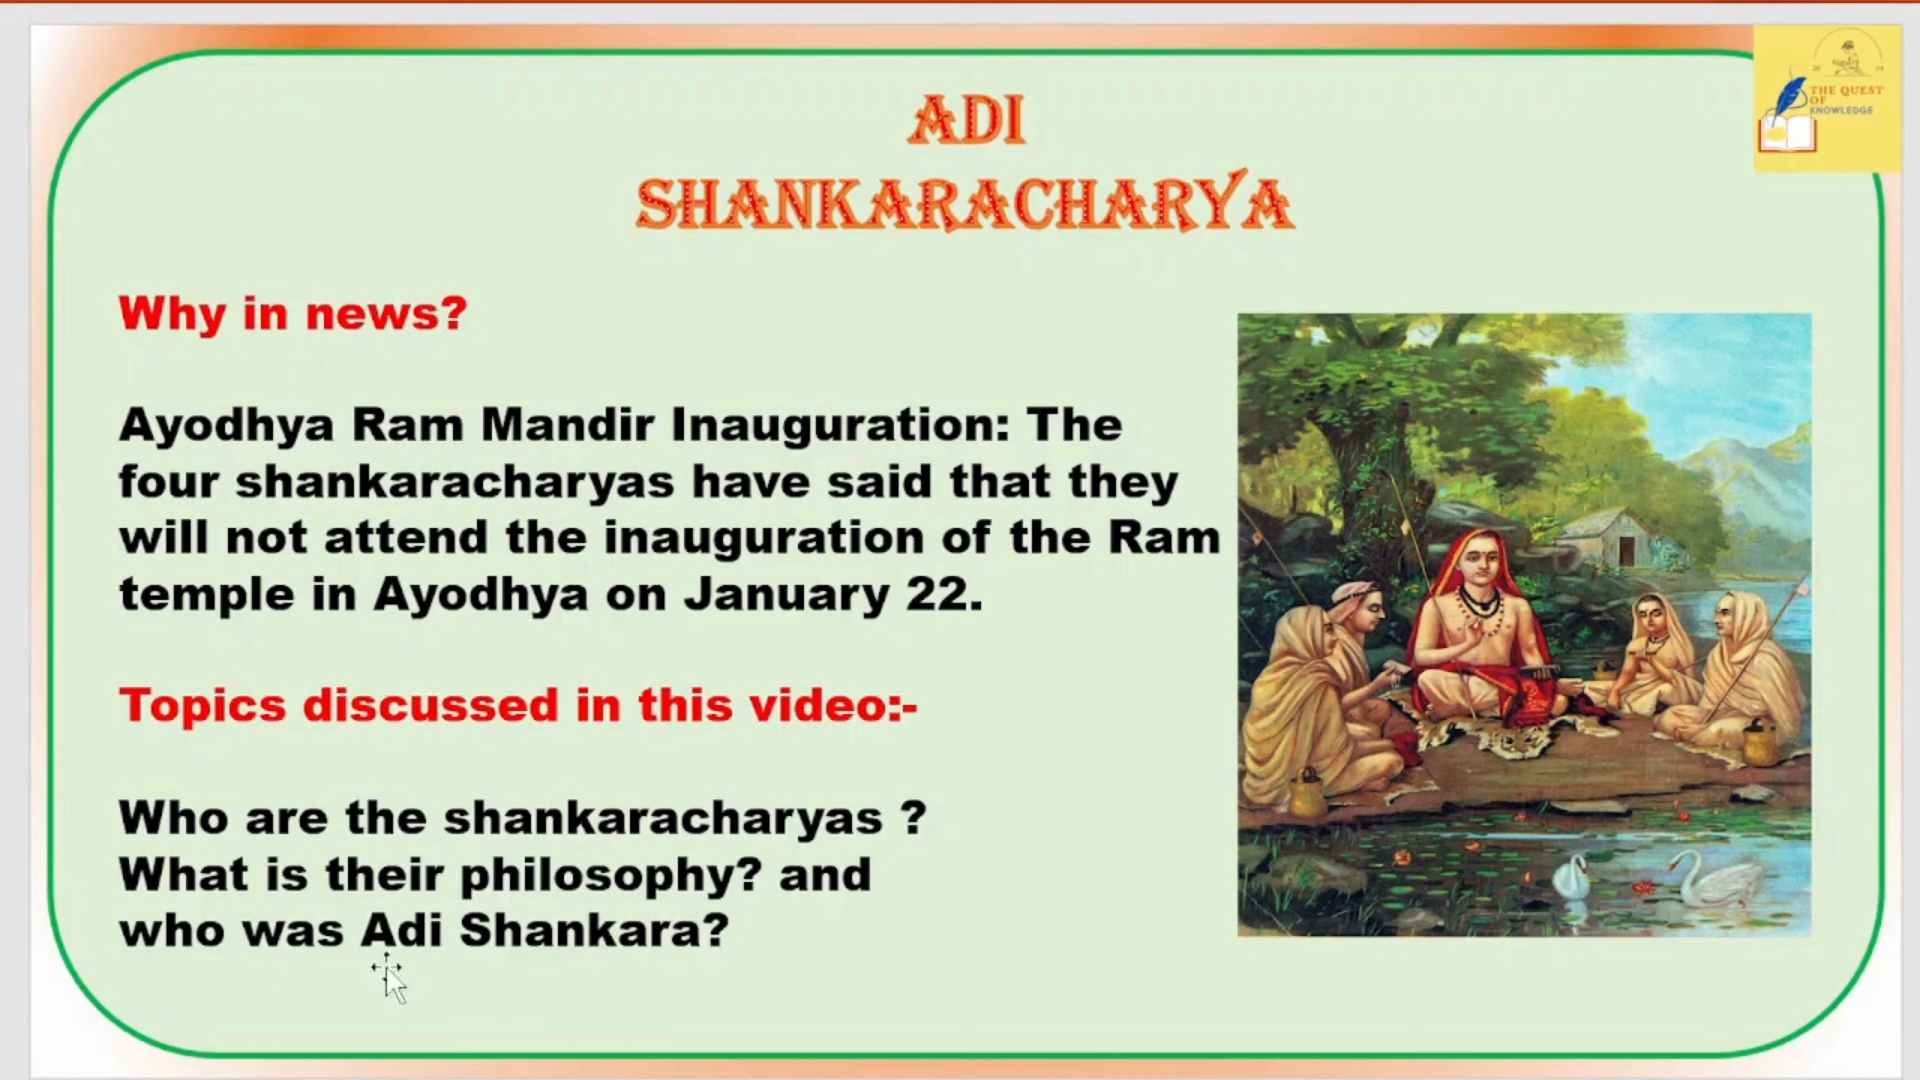 ADI
SHANKARACHARYA
20 24
THE QUEST
OF
KNOWLEDGE
Why in news?
Ayodhya Ram Mandir Inauguration: The
four shankaracharyas have said that they
will not attend the inauguration of the Ram
temple in Ayodhya on January 22.
Topics discussed in this video:-
Who are the shankaracharyas ?
What is their philosophy? and
who was Adi Shankara?